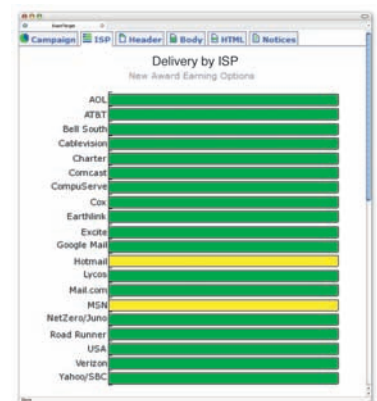 Campaign ISP Header Body HTML Notices
Delivery by ISP
New Award Earning Options
AOL
AT&T
Bell South
Cablevision
Charter
Comcast
CompuServe
Cox
Earthlink
Excite
Google Mail
Hotmail
Lycos
Mail.com
MSN
NetZero/Juno
Road Runner
USA
Verizon
Yahoo/SBC